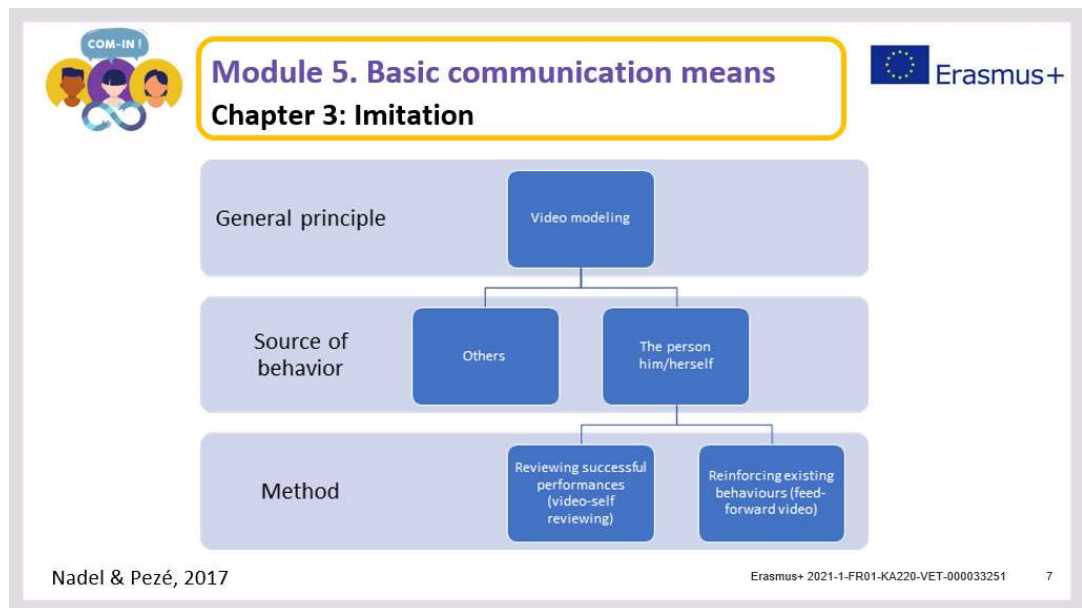 COM-IN !
Module 5. Basic communication means
Chapter 3: Imitation
Erasmus+
General principle
Video modeling
Source of
behavior
Others
The person
him/herself
Method
Reviewing successful
performances
(video-self
reviewing)
Reinforcing existing
behaviours (feed-
forward video)
Nadel & Pezé, 2017
Erasmus+ 2021-1-FR01-KA220-VET-000033251
7